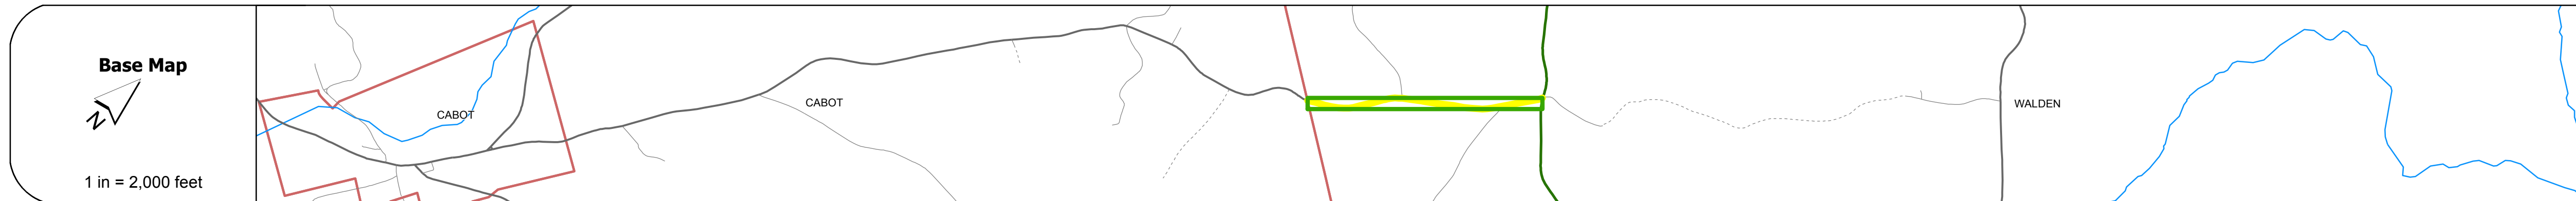 Base Map
N
1 in = 2,000 feet
CABOT
CABOT
WALDEN